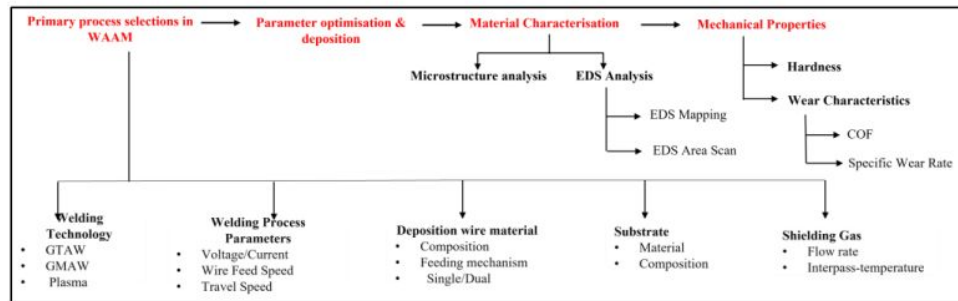 Primary process selections in
WAAM
Parameter optimisation &
deposition
Material Characterisation
Mechanical Properties
Microstructure analysis
EDS Analysis
EDS Mapping
EDS Area Scan
Hardness
Wear Characteristics
COF
Specific Wear Rate
Welding
Technology
• GTAW
• GMAW
• Plasma
Welding Process
Parameters
• Voltage/Current
• Wire Feed Speed
• Travel Speed
Deposition wire material
• Composition
• Feeding mechanism
• Single/Dual
Substrate
• Material
• Composition
Shielding Gas
• Flow rate
• Interpass-temperature